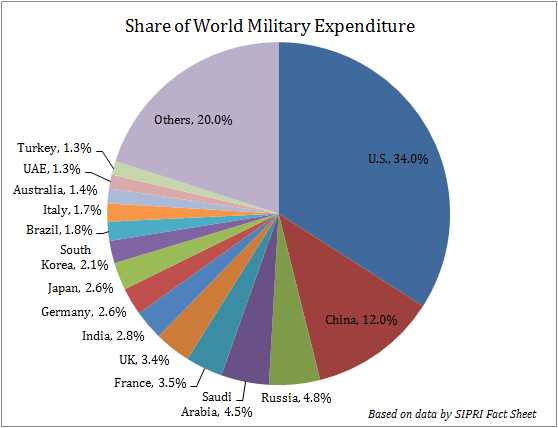 Share of World Military Expenditure
U.S., 34.0%
China, 12.0%
Russia, 4.8%
Saudi
Arabia, 4.5%
France, 3.5%
UK, 3.4%
India, 2.8%
Germany, 2.6%
Japan, 2.6%
South
Korea, 2.1%
Brazil, 1.8%
Italy, 1.7%
Australia, 1.4%
UAE, 1.3%
Turkey, 1.3%
Others, 20.0%
Based on data by SIPRI Fact Sheet